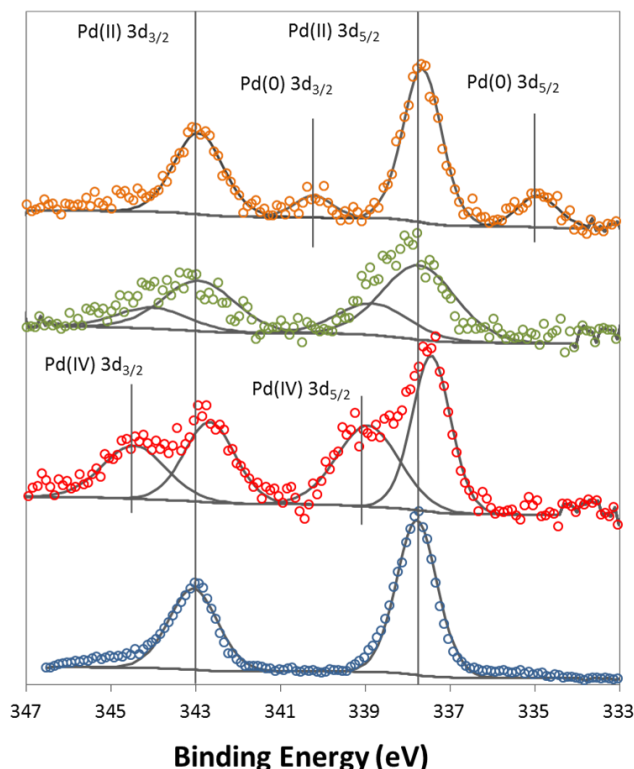 Pd(II) 3d3/2 Pd(II) 3d5/2
Pd(0) 3d3/2 Pd(0) 3d5/2
Pd(IV) 3d3/2
Pd(IV) 3d5/2
347 345 343 341 339 337 335 333
Binding Energy (eV)